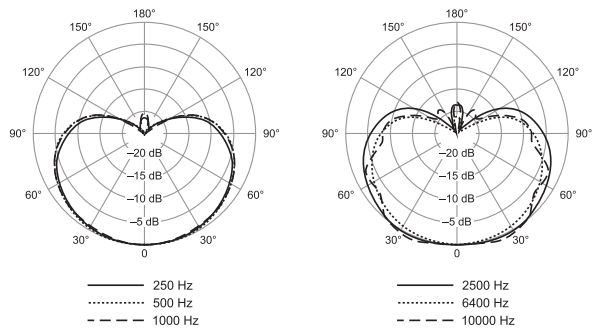 180° 180°
150° 150° 150° 150°
120° 120° 120° 120°
90° 90° 90° 90°
–20 dB –20 dB
–15 dB –15 dB
60° 60° 60° 60°
–10 dB –10 dB
–5 dB –5 dB
30° 30° 30° 30°
0 0
250 Hz 2500 Hz
500 Hz 6400 Hz
1000 Hz 10000 Hz